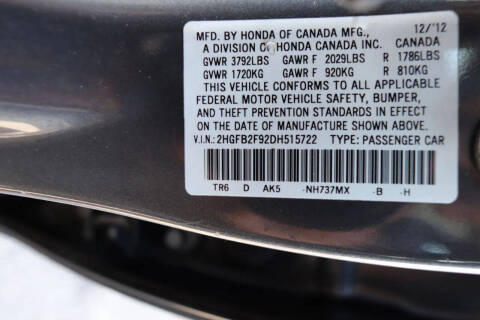 MFD. BY HONDA OF CANADA MFG., 12/'12
A DIVISION OF HONDA CANADA INC. CANADA
GVWR 3792LBS GAWR F 2029LBS R 1786LBS
GVWR 1720KG GAWR F 920KG R 810KG
THIS VEHICLE CONFORMS TO ALL APPLICABLE
FEDERAL MOTOR VEHICLE SAFETY, BUMPER,
AND THEFT PREVENTION STANDARDS IN EFFECT
ON THE DATE OF MANUFACTURE SHOWN ABOVE.
V.I.N.: 2HGFB2F92DH515722 TYPE: PASSENGER CAR
TR6 D AK5 -NH737MX -B -H